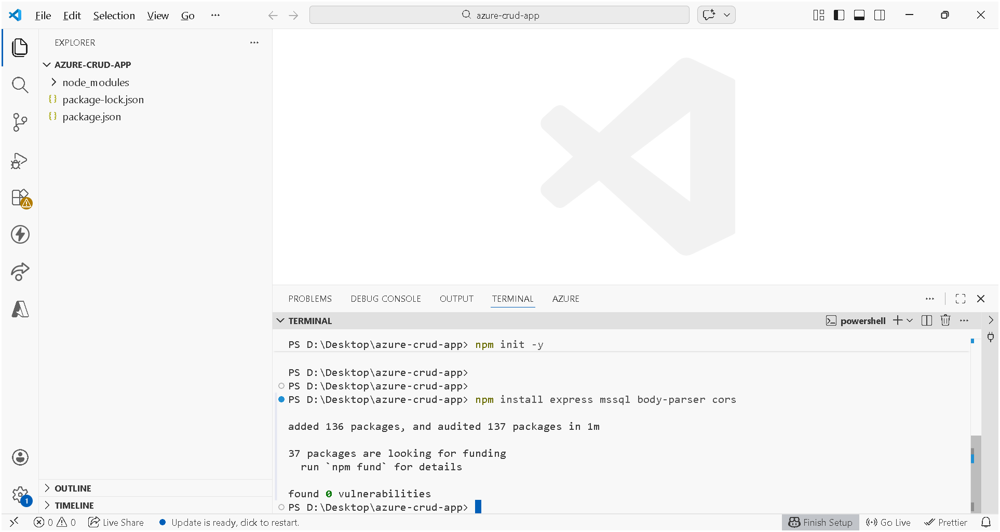 File Edit Selection View Go ···
azure-crud-app
EXPLORER ···
AZURE-CRUD-APP
node_modules
{} package-lock.json
{} package.json
OUTLINE
TIMELINE
PROBLEMS DEBUG CONSOLE OUTPUT TERMINAL AZURE ···
TERMINAL
powershell ···
PS D:\Desktop\azure-crud-app> npm init -y
PS D:\Desktop\azure-crud-app>
PS D:\Desktop\azure-crud-app>
PS D:\Desktop\azure-crud-app> npm install express mssql body-parser cors
added 136 packages, and audited 137 packages in 1m
37 packages are looking for funding
run `npm fund` for details
found 0 vulnerabilities
PS D:\Desktop\azure-crud-app>
1
0 0 Live Share Update is ready, click to restart. Finish Setup Go Live Prettier